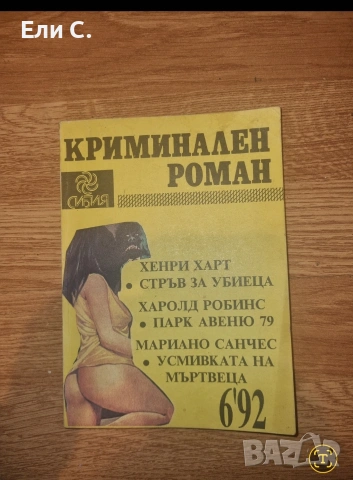 Ели С.
КРИМИНАЛЕН
РОМАН
СИБИЯ
ХЕНРИ ХАРТ
• СТРЪВ ЗА УБИЕЦА
ХАРОЛД РОБИНС
• ПАРК АВЕНЮ 79
МАРИАНО САНЧЕС
• УСМИВКАТА НА
МЪРТВЕЦА
6'92
BAZAR
T